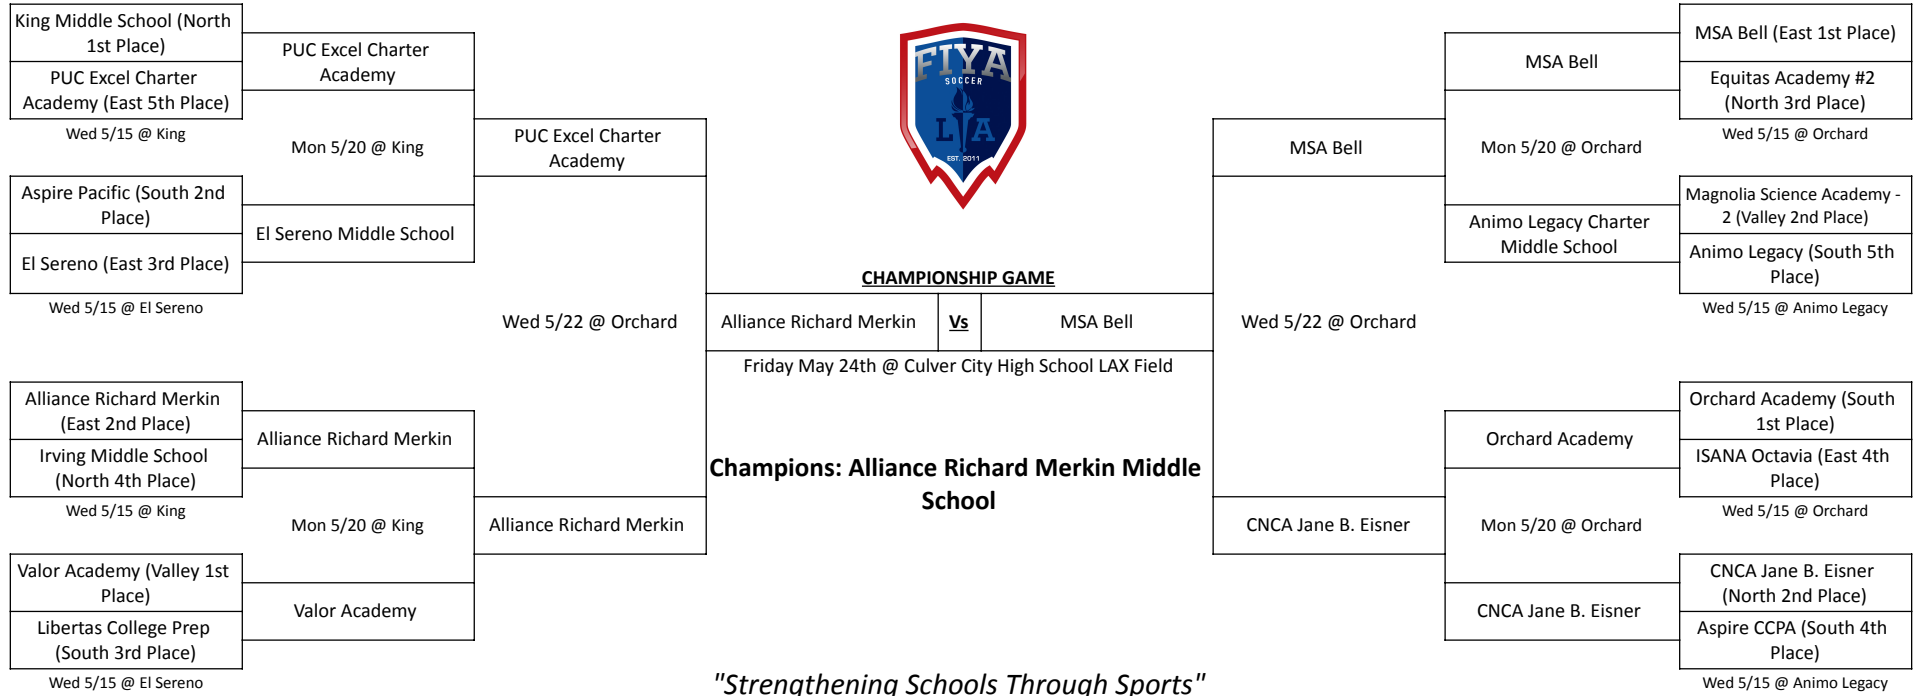 King Middle School (North
1st Place)
PUC Excel Charter
Academy (East 5th Place)
Wed 5/15 @ King
Aspire Pacific (South 2nd
Place)
El Sereno (East 3rd Place)
Wed 5/15 @ El Sereno
Alliance Richard Merkin
(East 2nd Place)
Irving Middle School
(North 4th Place)
Wed 5/15 @ King
Valor Academy (Valley 1st
Place)
Libertas College Prep
(South 3rd Place)
Wed 5/15 @ El Sereno
PUC Excel Charter
Academy
Mon 5/20 @ King
El Sereno Middle School
Alliance Richard Merkin
Mon 5/20 @ King
Valor Academy
PUC Excel Charter
Academy
Wed 5/22 @ Orchard
Alliance Richard Merkin
FIYA
SOCCER
L A
EST. 2011
CHAMPIONSHIP GAME
Alliance Richard Merkin Vs MSA Bell
Friday May 24th @ Culver City High School LAX Field
Champions: Alliance Richard Merkin Middle
School
"Strengthening Schools Through Sports"
MSA Bell
Wed 5/22 @ Orchard
CNCA Jane B. Eisner
MSA Bell
Mon 5/20 @ Orchard
Animo Legacy Charter
Middle School
Orchard Academy
Mon 5/20 @ Orchard
CNCA Jane B. Eisner
MSA Bell (East 1st Place)
Equitas Academy #2
(North 3rd Place)
Wed 5/15 @ Orchard
Magnolia Science Academy -
2 (Valley 2nd Place)
Animo Legacy (South 5th
Place)
Wed 5/15 @ Animo Legacy
Orchard Academy (South
1st Place)
ISANA Octavia (East 4th
Place)
Wed 5/15 @ Orchard
CNCA Jane B. Eisner
(North 2nd Place)
Aspire CCPA (South 4th
Place)
Wed 5/15 @ Animo Legacy